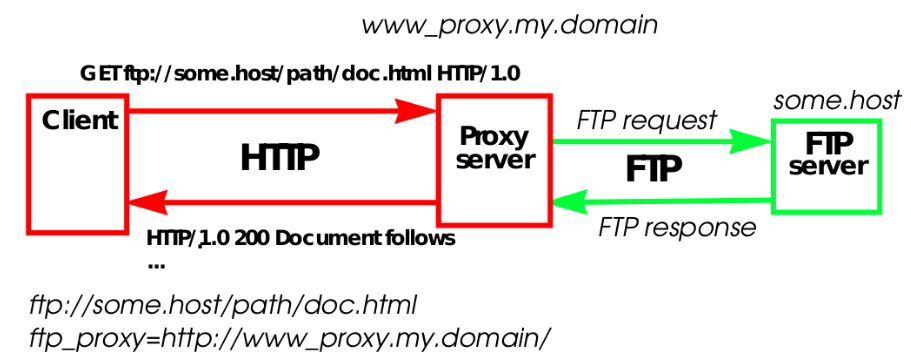 www_proxy.my.domain
GET ftp://some.host/path/doc.html HTTP/1.0
Client
HTTP
Proxy
server
FTP request
FTP
some.host
FTP
server
HTTP/1.0 200 Document follows
...
FTP response
ftp://some.host/path/doc.html
ftp_proxy=http://www_proxy.my.domain/